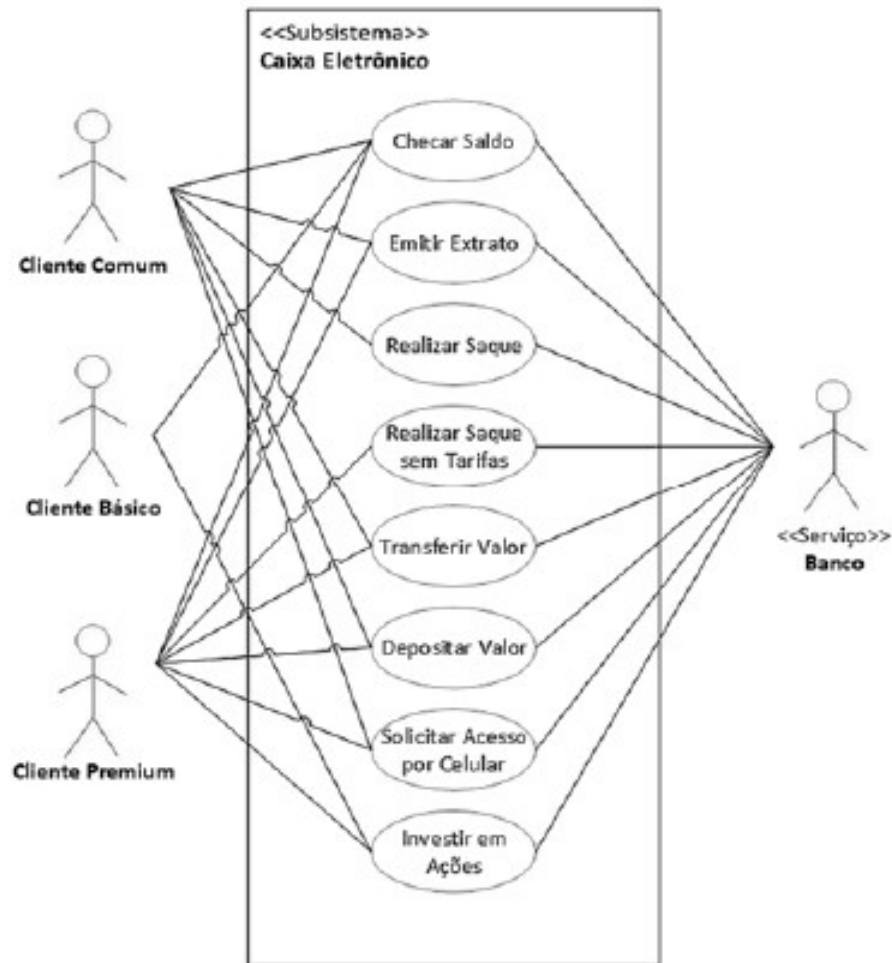 <<Subsistema>>
Caixa Eletrônico
Checar Saldo
Cliente Comum
Emitir Extrato
Realizar Saque
Cliente Básico
Realizar Saque
sem Tarifas
<<Serviço>>
Banco
Transferir Valor
Depositar Valor
Cliente Premium
Solicitar Acesso
por Celular
Investir em
Ações